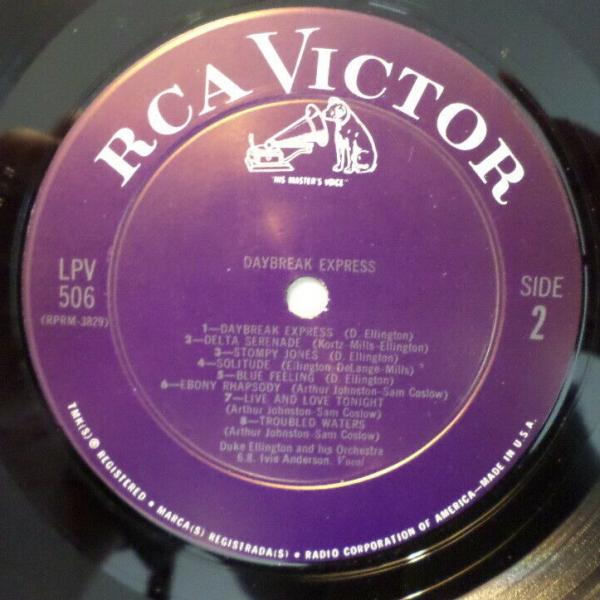 RCA VICTOR
"HIS MASTER'S VOICE"
DAYBREAK EXPRESS
LPV
506
(RPRM-3829)
SIDE
2
1—DAYBREAK EXPRESS (D. Ellington)
2—DELTA SERENADE (Kortz-Mills-Ellington)
3—STOMPY JONES (D. Ellington)
4—SOLITUDE (Ellington-DeLange-Mills)
5—BLUE FEELING (D. Ellington)
6—EBONY RHAPSODY (Arthur Johnston-Sam Coslow)
7—LIVE AND LOVE TONIGHT
(Arthur Johnston-Sam Coslow)
8—TROUBLED WATERS
(Arthur Johnston-Sam Coslow)
Duke Ellington and his Orchestra
6,8. Ivie Anderson, Vocal
TMK(S) ® REGISTERED • MARCA(S) REGISTRADA(S) • RADIO CORPORATION OF AMERICA—MADE IN U.S.A.